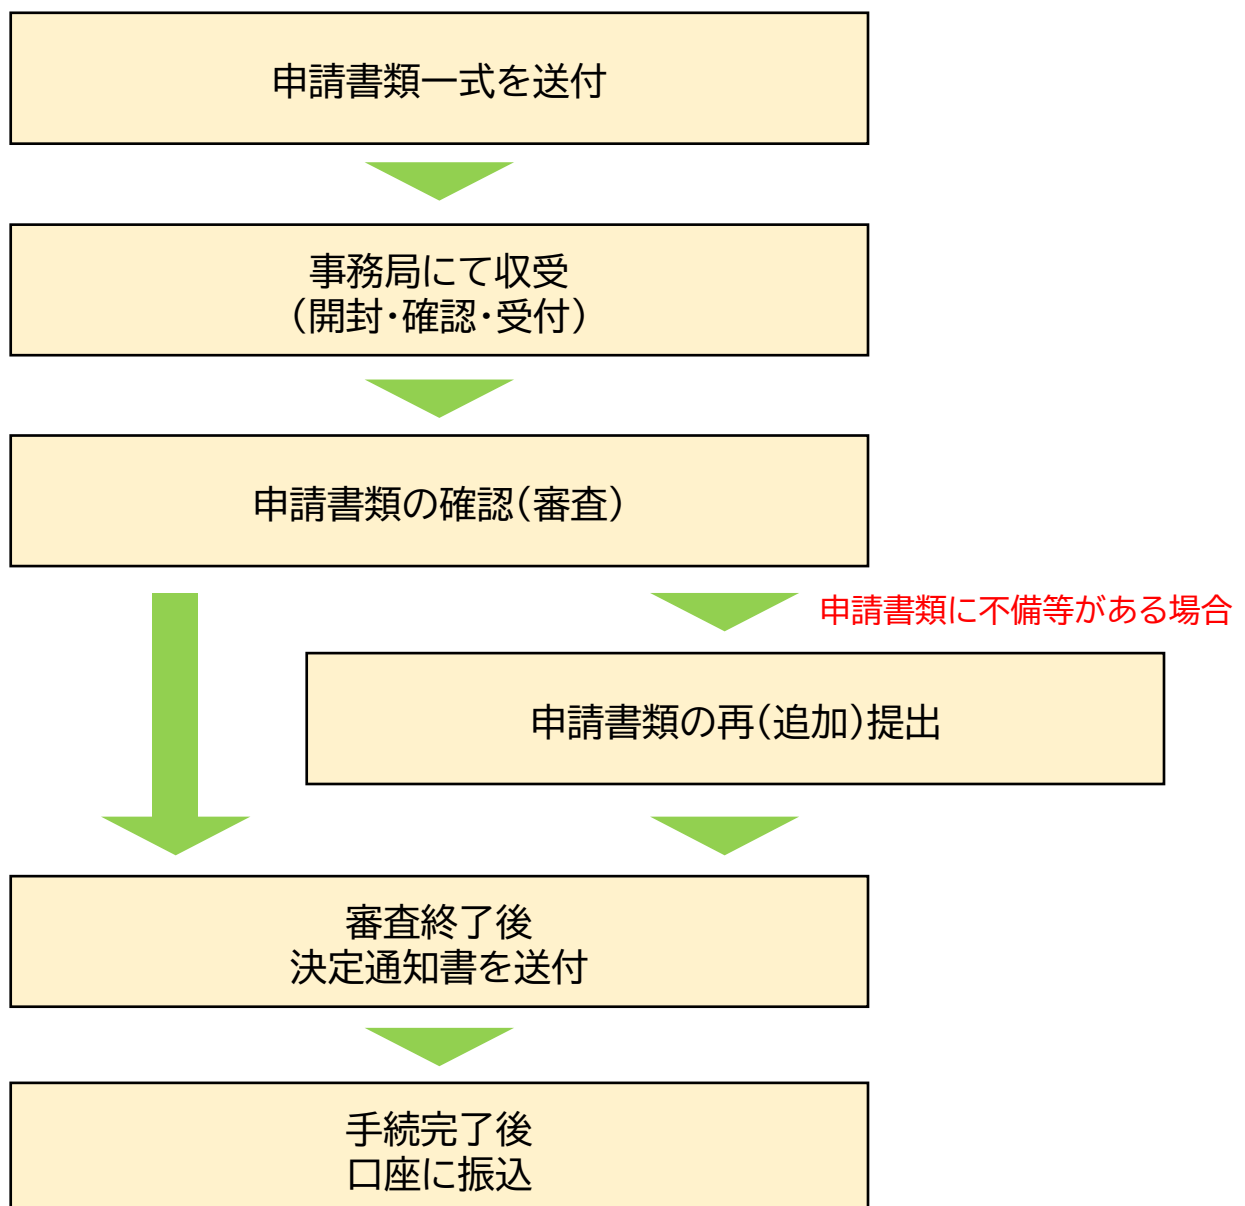 申請書類一式を送付
事務局にて収受
（開封・確認・受付）
申請書類の確認（審査）
申請書類に不備等がある場合
申請書類の再（追加）提出
審査終了後
決定通知書を送付
手続完了後
口座に振込